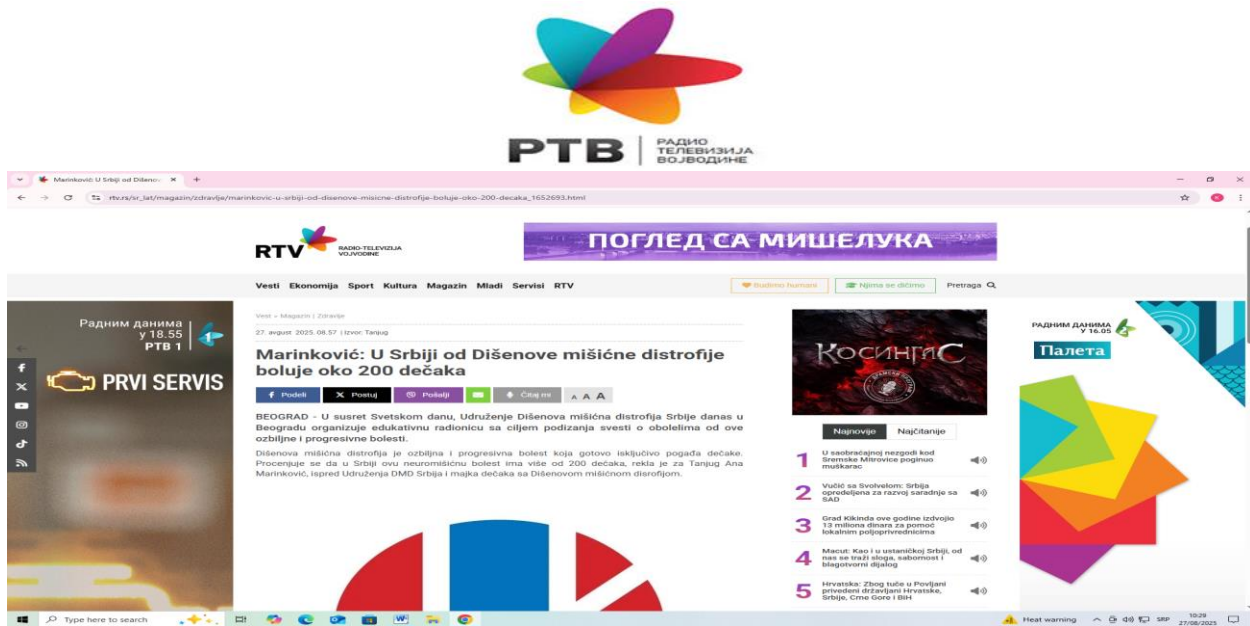 РТВ
РАДИО
ТЕЛЕВИЗИЈА
ВОЈВОДИНЕ
Marinković: U Srbiji od Dišenov
rtv.rs/sr_lat/magazin/zdravlje/marinkovic-u-srbiji-od-disenove-misicne-distrofije-boluje-oko-200-decaka_1652693.html
RTV
RADIO-TELEVIZIJA
VOJVODINE
ПОГЛЕД СА МИШЕЛУКА
Vesti Ekonomija Sport Kultura Magazin Mladi Servisi RTV
Budimo humani
Njima se dičimo
Pretraga
Радним данима
у 18.55
РТВ 1
1
PRVI SERVIS
Vest » Magazin | Zdravlje
27. avgust 2025. 08.57 | Izvor: Tanjug
Marinković: U Srbiji od Dišenove mišićne distrofije
boluje oko 200 dečaka
Podeli
Postuj
Pošalji
Čitaj mi
A A A
BEOGRAD - U susret Svetskom danu, Udruženje Dišenova mišićna distrofija Srbije danas u
Beogradu organizuje edukativnu radionicu sa ciljem podizanja svesti o obolelima od ove
ozbiljne i progresivne bolesti.
Dišenova mišićna distrofija je ozbiljna i progresivna bolest koja gotovo isključivo pogađa dečake.
Procenjuje se da u Srbiji ovu neuromišićnu bolest ima više od 200 dečaka, rekla je za Tanjug Ana
Marinković, ispred Udruženja DMD Srbija i majka dečaka sa Dišenovom mišićnom disrofijom.
КОСИНГАС
Najnovije
Najčitanije
1
U saobraćajnoj nezgodi kod
Sremske Mitrovice poginuo
muškarac
2
Vučić sa Svolvelom: Srbija
opredeljena za razvoj saradnje sa
SAD
3
Grad Kikinda ove godine izdvojio
13 miliona dinara za pomoć
lokalnim poljoprivrednicima
4
Macut: Kao i u ustaničkoj Srbiji, od
nas se traži sloga, sabornost i
blagotvorni dijalog
5
Hrvatska: Zbog tuče u Povljani
privedeni državljani Hrvatske,
Srbije, Crne Gore i BiH
РАДНИМ ДАНИМА
У 16.05
2
Палета
Type here to search
Heat warning
SRP
10:28
27/08/2025